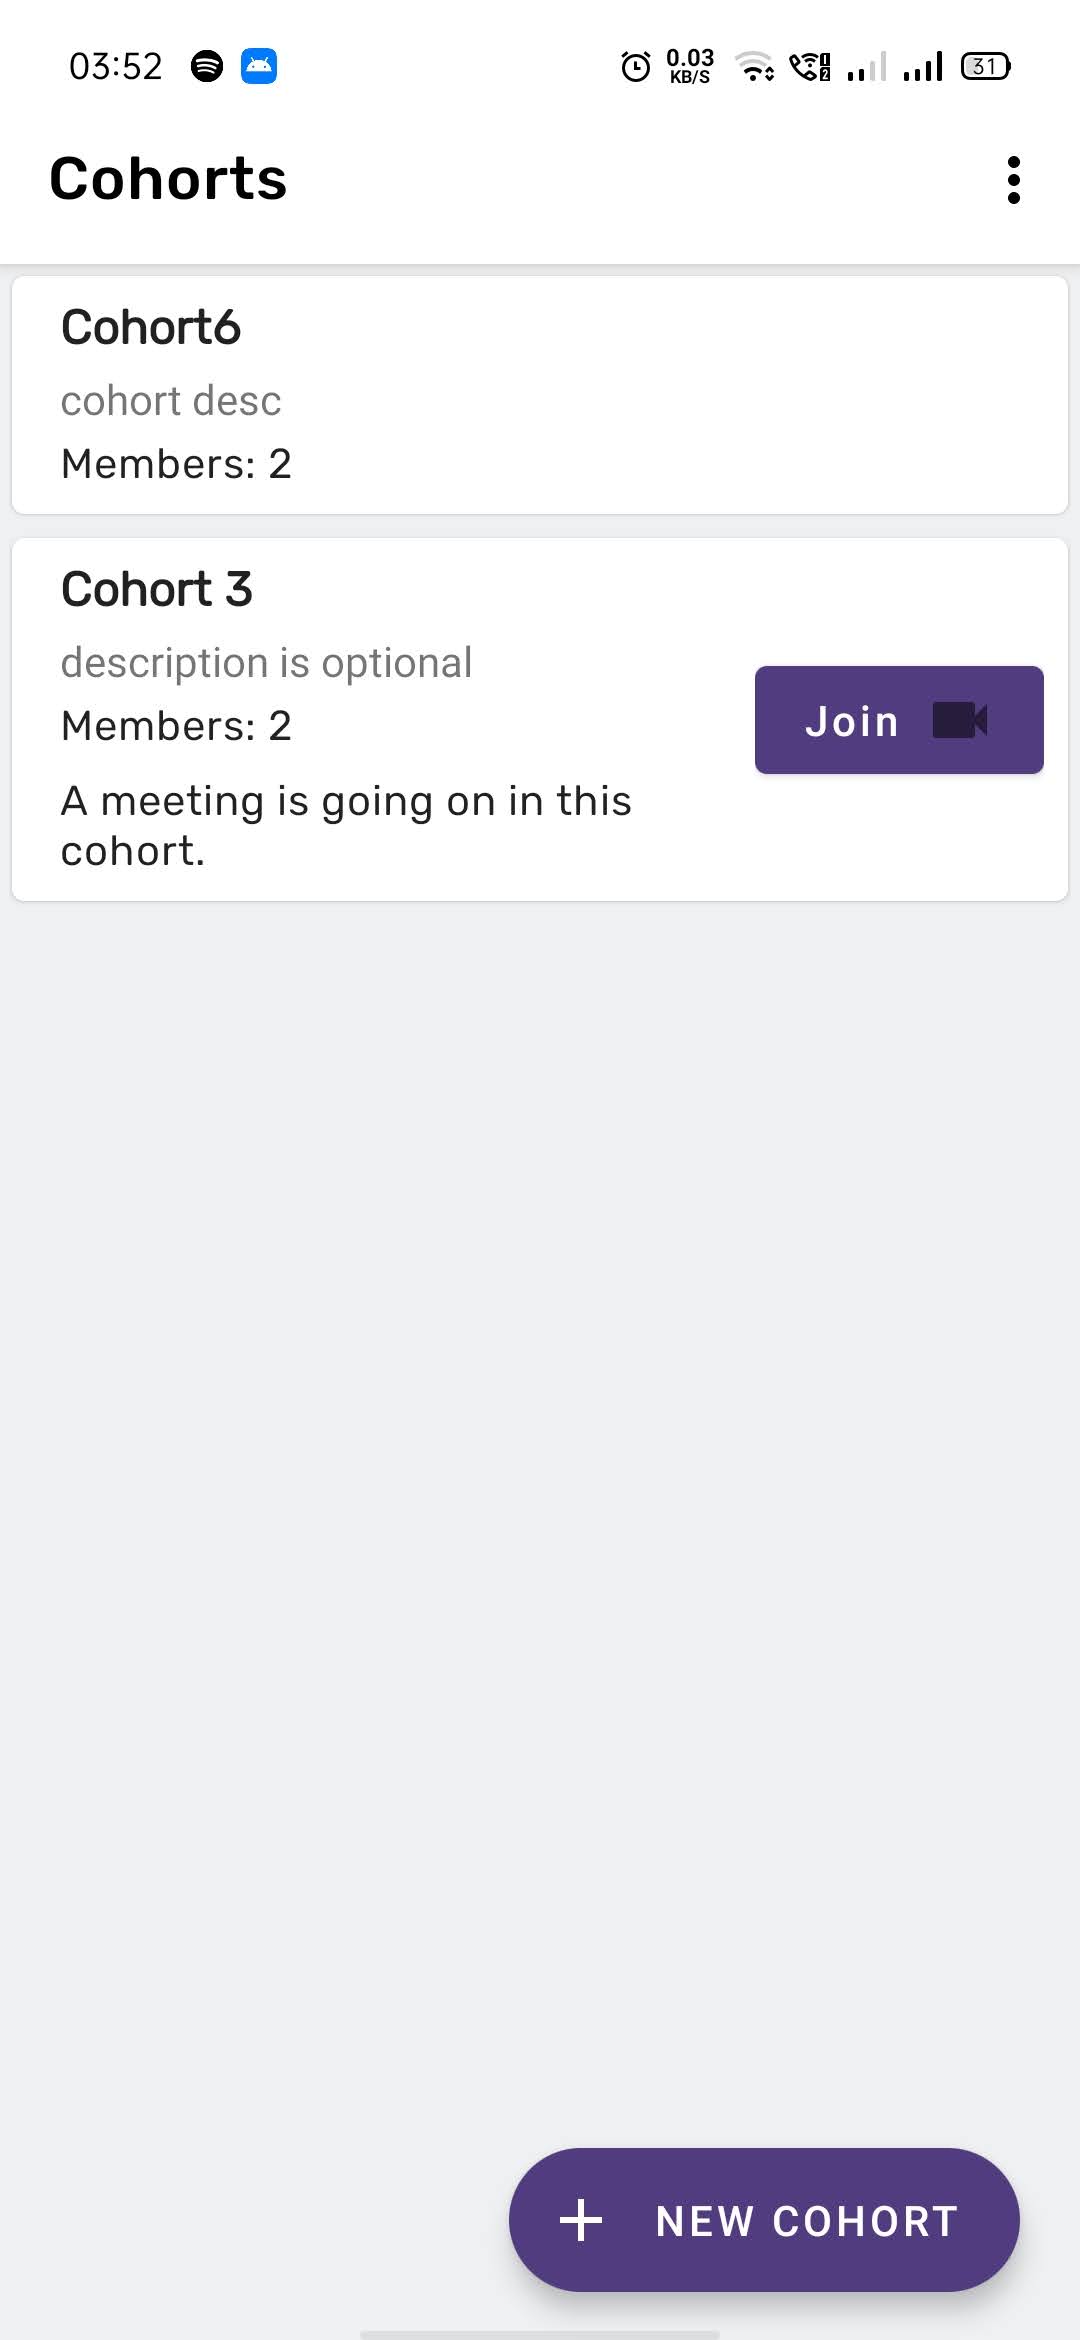 03:52 0.03 KB/S 31
Cohorts
Cohort6
cohort desc
Members: 2
Cohort 3
description is optional
Members: 2
Join
A meeting is going on in this
cohort.
NEW COHORT